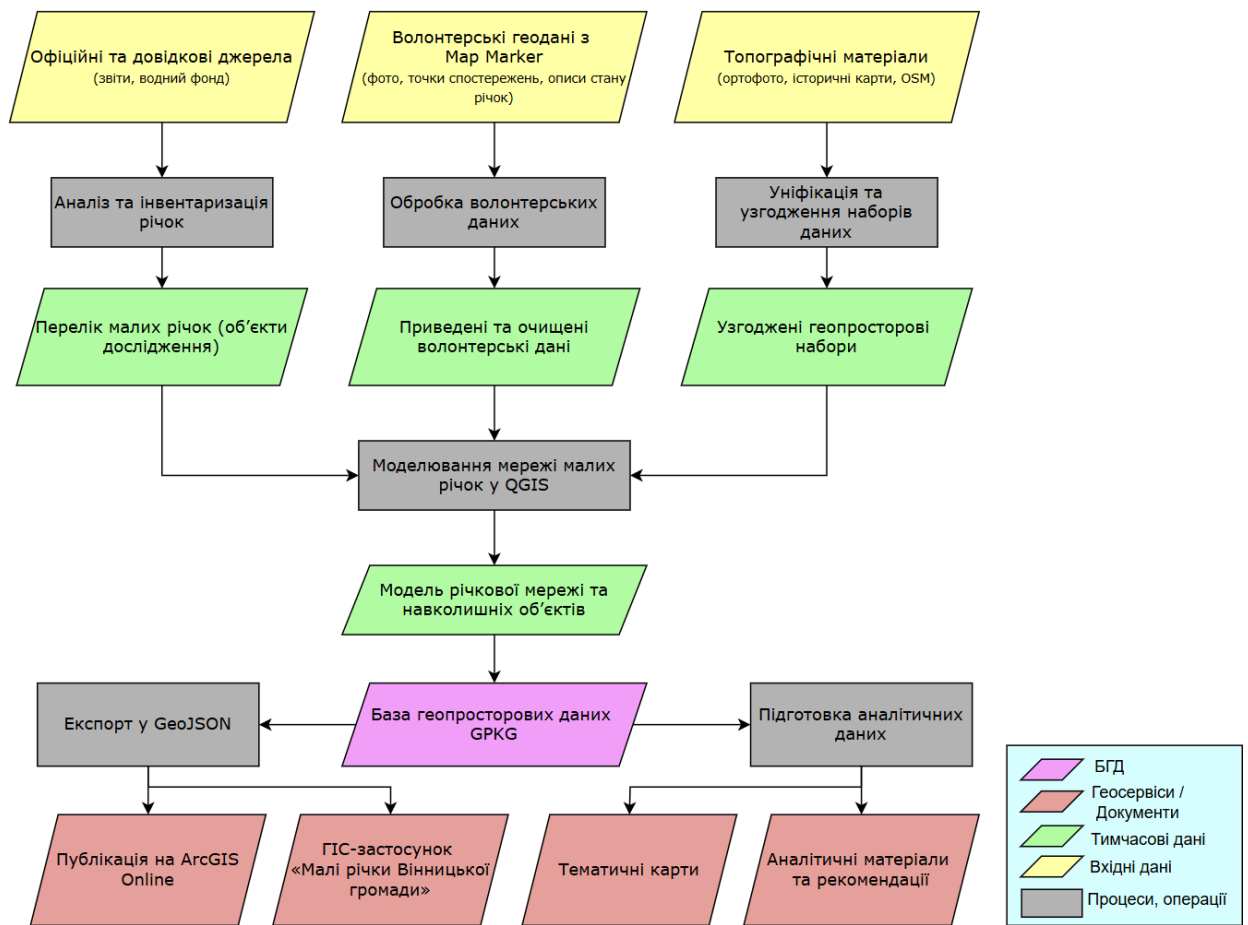 Офіційні та довідкові джерела
(звіти, водний фонд)
Волонтерські геодані з
Map Marker
(фото, точки спостережень, описи стану
річок)
Топографічні матеріали
(ортофото, історичні карти, OSM)
Аналіз та інвентаризація
річок
Обробка волонтерських
даних
Уніфікація та
узгодження наборів
даних
Перелік малих річок (об’єкти
дослідження)
Приведені та очищені
волонтерські дані
Узгоджені геопросторові
набори
Моделювання мережі малих
річок у QGIS
Модель річкової мережі та
навколишніх об’єктів
Експорт у GeoJSON
База геопросторових даних
GPKG
Підготовка аналітичних
даних
Публікація на ArcGIS
Online
ГІС-застосунок
«Малі річки Вінницької
громади»
Тематичні карти
Аналітичні матеріали
та рекомендації
БГД
Геосервіси /
Документи
Тимчасові дані
Вхідні дані
Процеси, операції